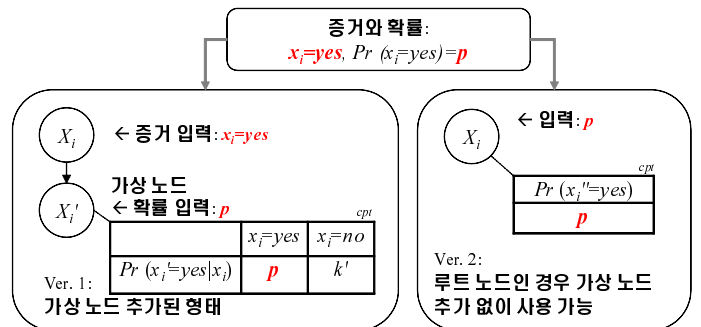 증거와 확률:
xᵢ=yes, Pr (xᵢ=yes)=p
Xᵢ
← 증거 입력: xᵢ=yes
가상 노드
Xᵢ'
← 확률 입력: p
cpt
xᵢ=yes xᵢ=no
Pr (xᵢ'=yes|xᵢ) p k'
Ver. 1:
가상 노드 추가된 형태
Xᵢ
← 입력: p
cpt
Pr (xᵢ''=yes)
p
Ver. 2:
루트 노드인 경우 가상 노드
추가 없이 사용 가능